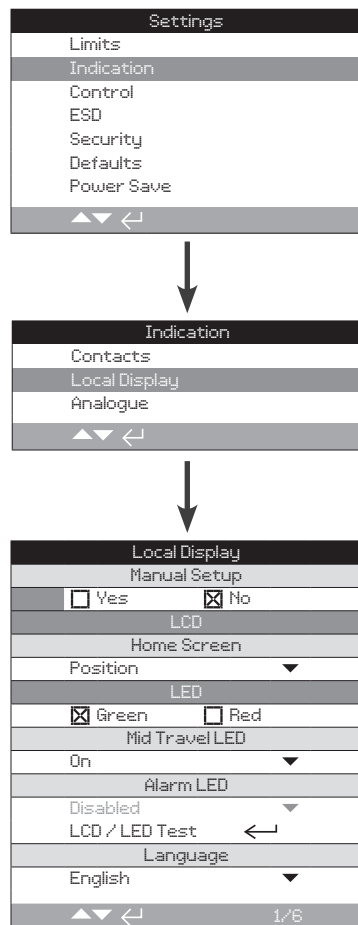 Settings
Limits
Indication
Control
ESD
Security
Defaults
Power Save
Indication
Contacts
Local Display
Analogue
Local Display
Manual Setup
Yes No
LCD
Home Screen
Position
LED
Green Red
Mid Travel LED
On
Alarm LED
Disabled
LCD / LED Test
Language
English
1/6